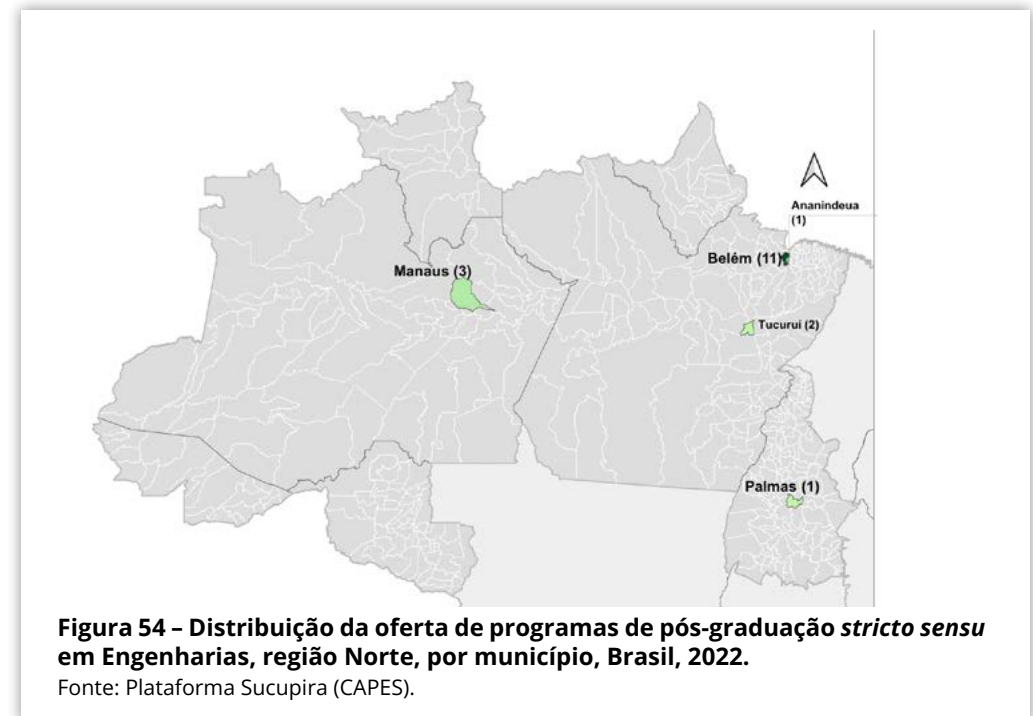 Ananindeua
(1)
Belém (11)
Manaus (3)
Tucuruí (2)
Palmas (1)
Figura 54 – Distribuição da oferta de programas de pós-graduação stricto sensu
em Engenharias, região Norte, por município, Brasil, 2022.
Fonte: Plataforma Sucupira (CAPES).